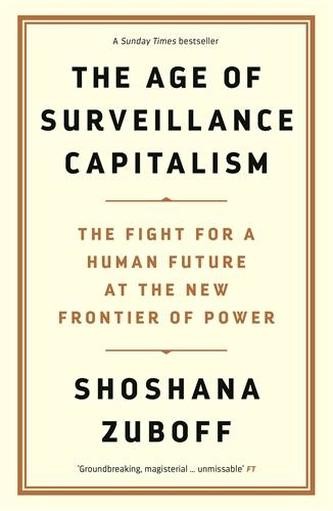 A Sunday Times bestseller
THE AGE OF
SURVEILLANCE
CAPITALISM
THE FIGHT FOR A
HUMAN FUTURE
AT THE NEW
FRONTIER OF POWER
SHOSHANA
ZUBOFF
'Groundbreaking, magisterial ... unmissable' FT